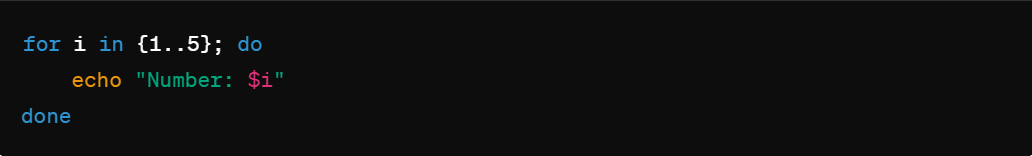 for i in {1..5}; do
    echo "Number: $i"
done